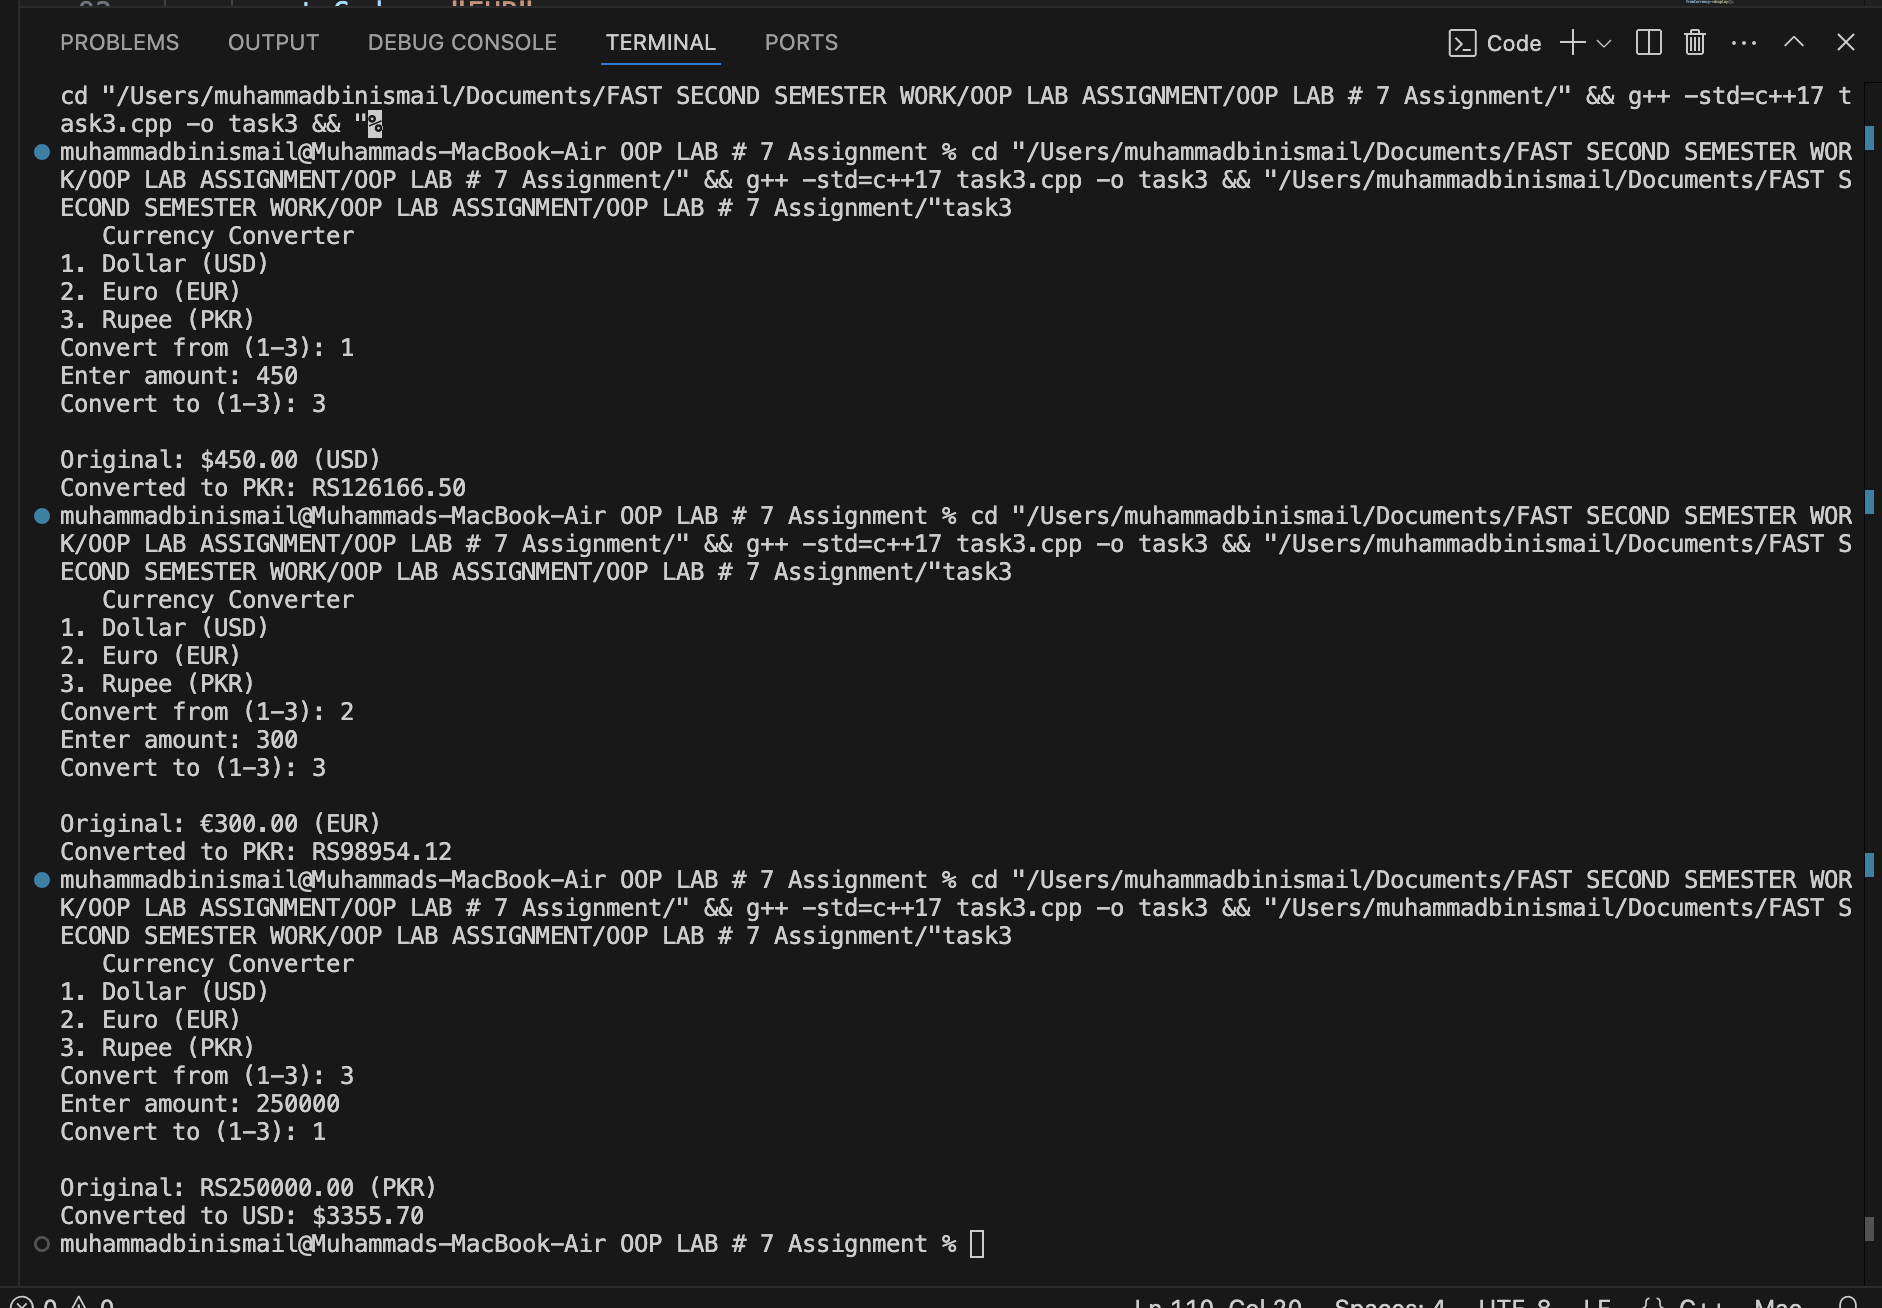 "EUR"
PROBLEMS OUTPUT DEBUG CONSOLE TERMINAL PORTS Code
cd "/Users/muhammadbinismail/Documents/FAST SECOND SEMESTER WORK/OOP LAB ASSIGNMENT/OOP LAB # 7 Assignment/" && g++ -std=c++17 t
ask3.cpp -o task3 && "%
muhammadbinismail@Muhammads-MacBook-Air OOP LAB # 7 Assignment % cd "/Users/muhammadbinismail/Documents/FAST SECOND SEMESTER WOR
K/OOP LAB ASSIGNMENT/OOP LAB # 7 Assignment/" && g++ -std=c++17 task3.cpp -o task3 && "/Users/muhammadbinismail/Documents/FAST S
ECOND SEMESTER WORK/OOP LAB ASSIGNMENT/OOP LAB # 7 Assignment/"task3
Currency Converter
1. Dollar (USD)
2. Euro (EUR)
3. Rupee (PKR)
Convert from (1-3): 1
Enter amount: 450
Convert to (1-3): 3
Original: $450.00 (USD)
Converted to PKR: RS126166.50
muhammadbinismail@Muhammads-MacBook-Air OOP LAB # 7 Assignment % cd "/Users/muhammadbinismail/Documents/FAST SECOND SEMESTER WOR
K/OOP LAB ASSIGNMENT/OOP LAB # 7 Assignment/" && g++ -std=c++17 task3.cpp -o task3 && "/Users/muhammadbinismail/Documents/FAST S
ECOND SEMESTER WORK/OOP LAB ASSIGNMENT/OOP LAB # 7 Assignment/"task3
Currency Converter
1. Dollar (USD)
2. Euro (EUR)
3. Rupee (PKR)
Convert from (1-3): 2
Enter amount: 300
Convert to (1-3): 3
Original: €300.00 (EUR)
Converted to PKR: RS98954.12
muhammadbinismail@Muhammads-MacBook-Air OOP LAB # 7 Assignment % cd "/Users/muhammadbinismail/Documents/FAST SECOND SEMESTER WOR
K/OOP LAB ASSIGNMENT/OOP LAB # 7 Assignment/" && g++ -std=c++17 task3.cpp -o task3 && "/Users/muhammadbinismail/Documents/FAST S
ECOND SEMESTER WORK/OOP LAB ASSIGNMENT/OOP LAB # 7 Assignment/"task3
Currency Converter
1. Dollar (USD)
2. Euro (EUR)
3. Rupee (PKR)
Convert from (1-3): 3
Enter amount: 250000
Convert to (1-3): 1
Original: RS250000.00 (PKR)
Converted to USD: $3355.70
muhammadbinismail@Muhammads-MacBook-Air OOP LAB # 7 Assignment %
0 0 Ln 110, Col 20 Spaces: 4 UTF-8 LF {} C++ Mac